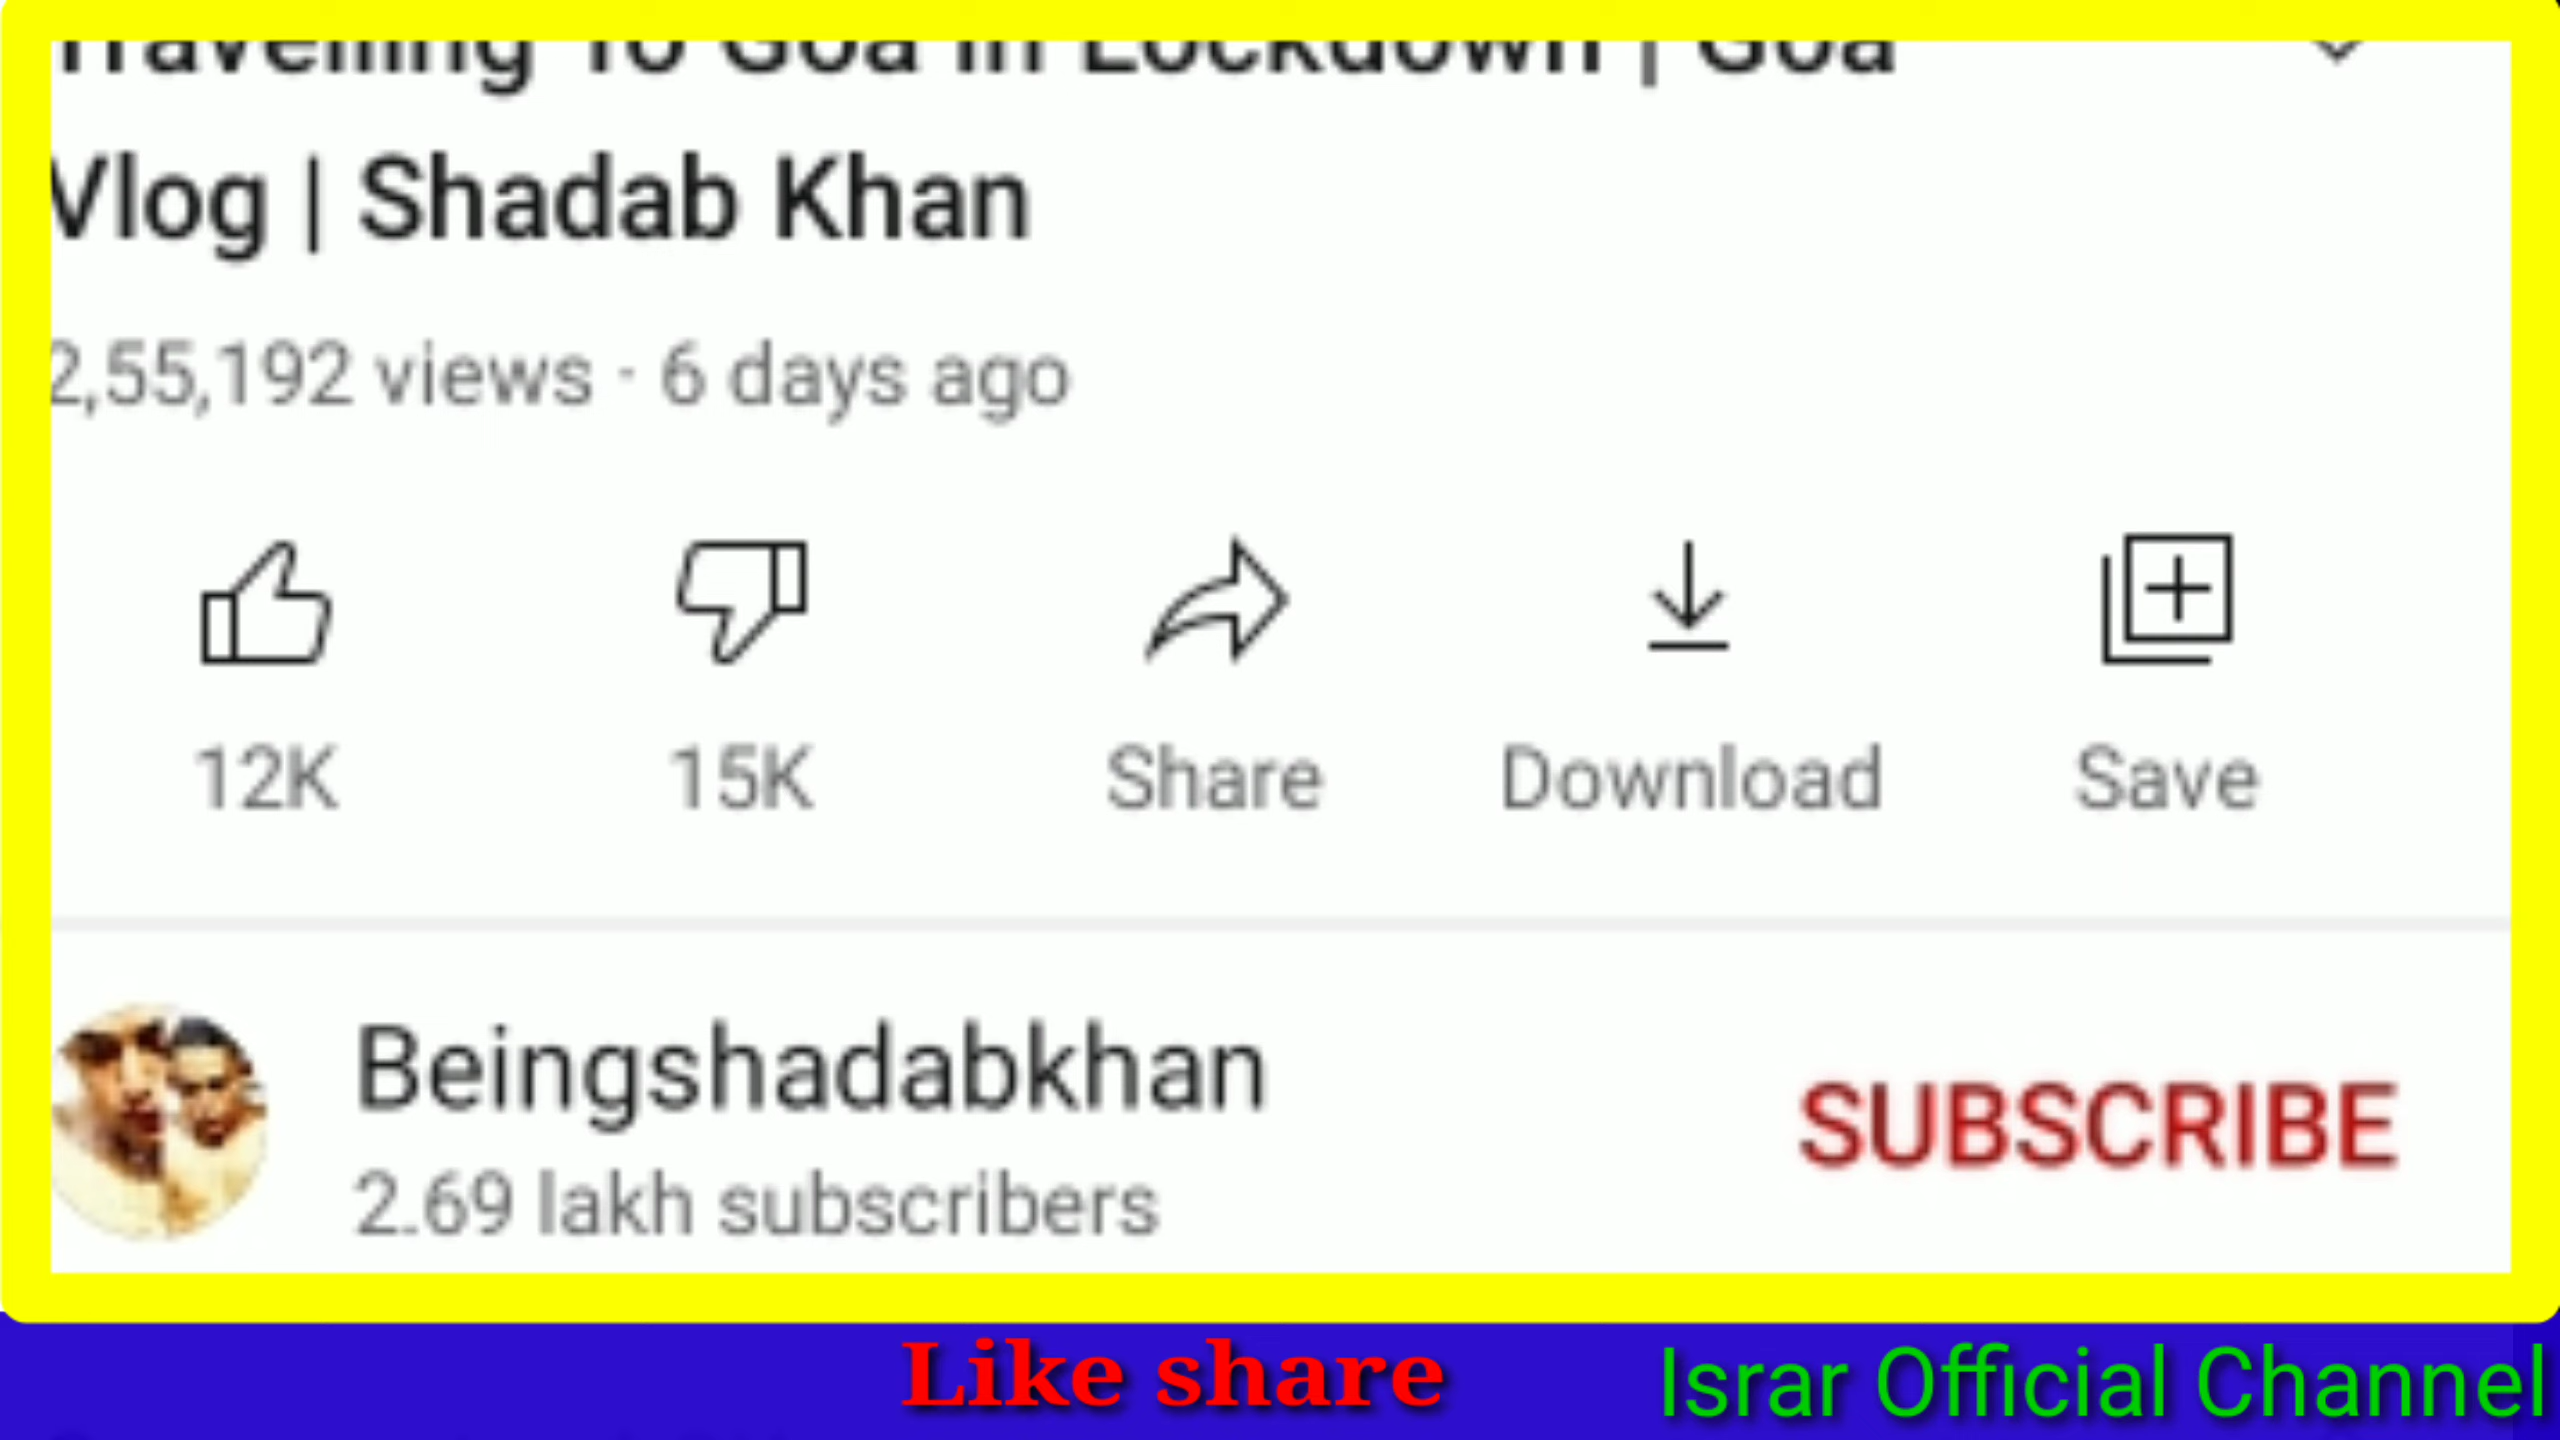 Travelling To Goa In Lockdown | Goa
Vlog | Shadab Khan
2,55,192 views · 6 days ago
12K 15K Share Download Save
Beingshadabkhan
SUBSCRIBE
2.69 lakh subscribers
Like share
Israr Official Channel